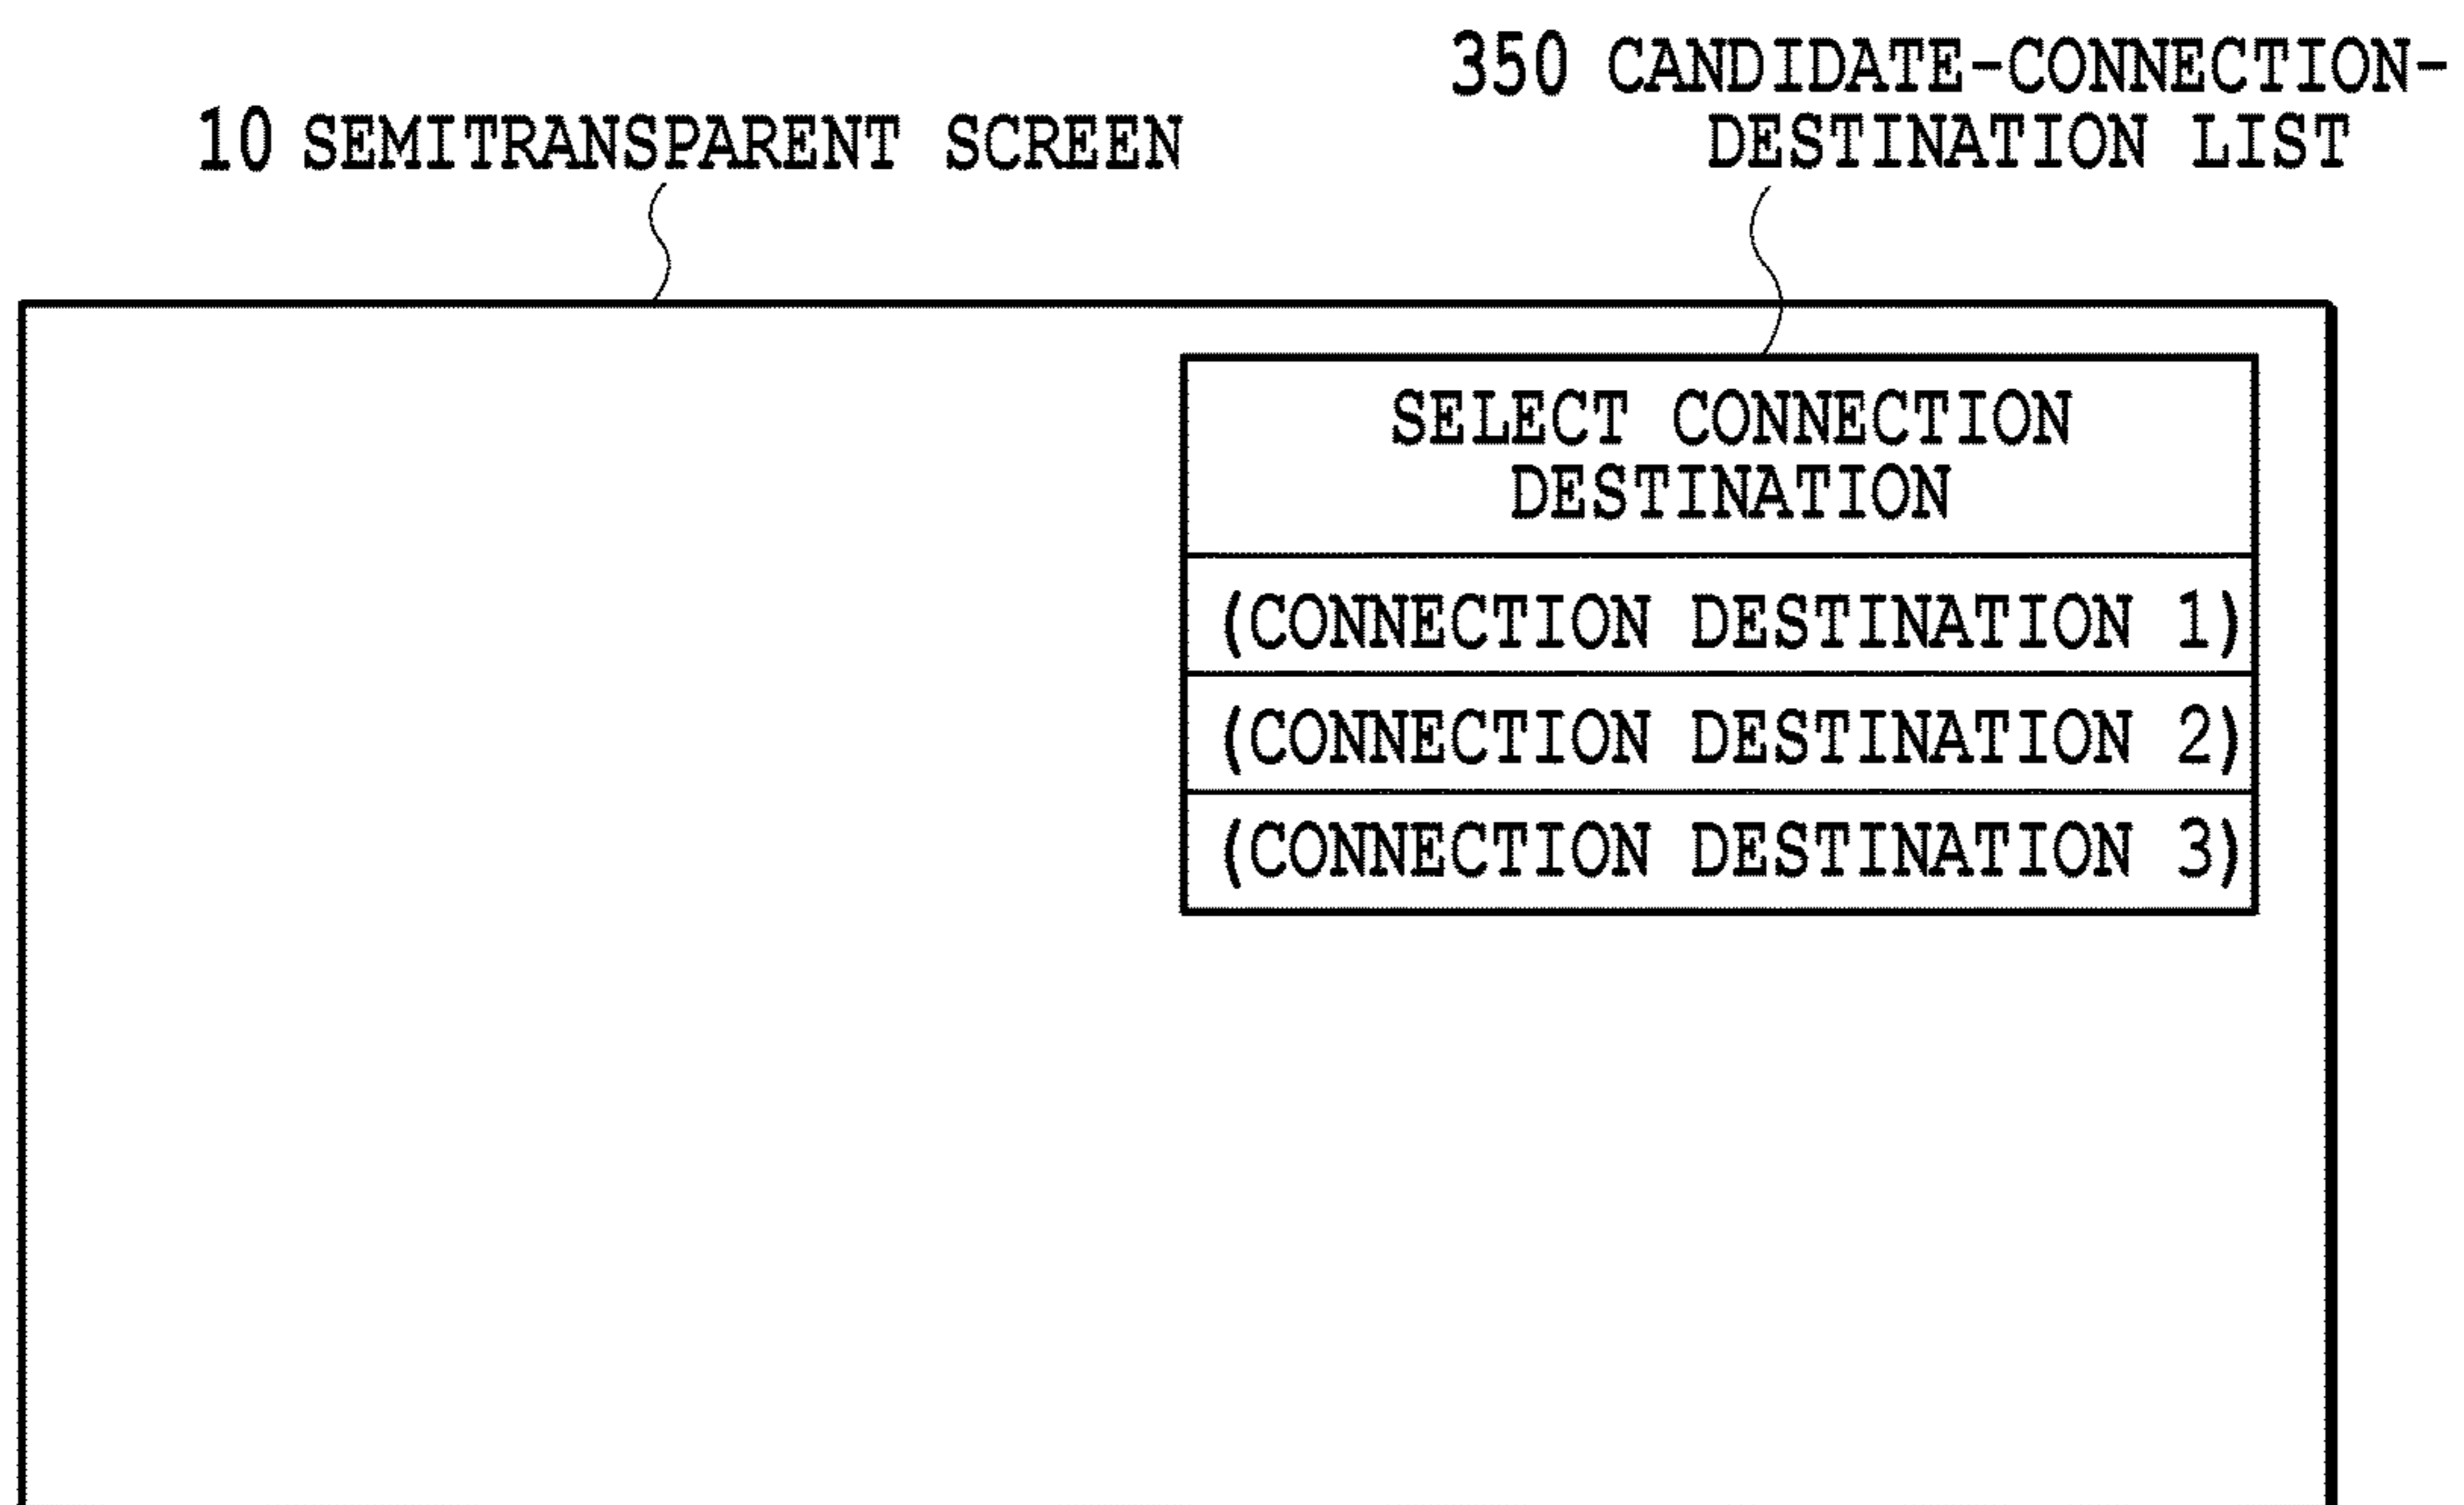 350 CANDIDATE-CONNECTION-
DESTINATION LIST
10 SEMITRANSPARENT SCREEN
SELECT CONNECTION
DESTINATION
(CONNECTION DESTINATION 1)
(CONNECTION DESTINATION 2)
(CONNECTION DESTINATION 3)